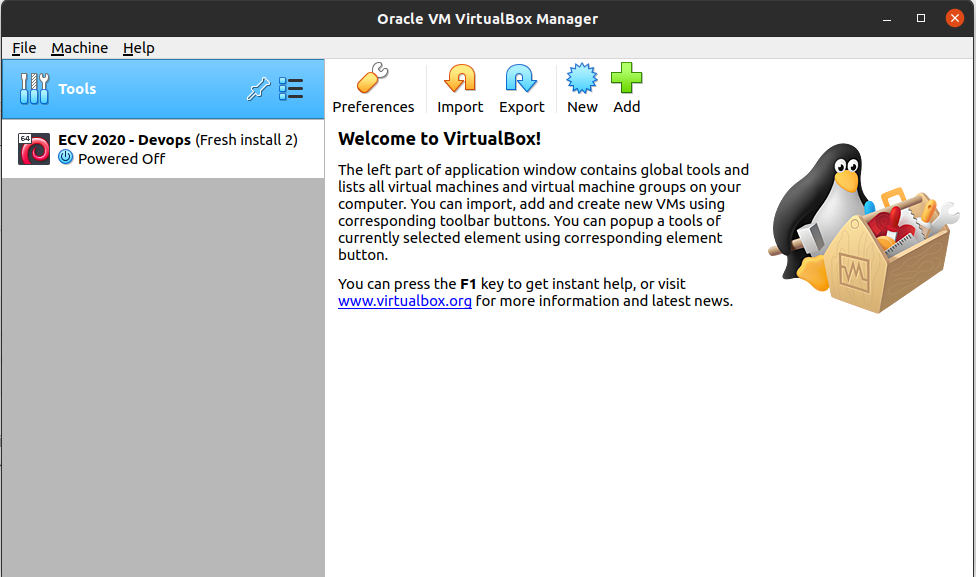 Oracle VM VirtualBox Manager
File Machine Help
Tools
Preferences Import Export New Add
64
ECV 2020 - Devops (Fresh install 2)
Powered Off
Welcome to VirtualBox!
The left part of application window contains global tools and
lists all virtual machines and virtual machine groups on your
computer. You can import, add and create new VMs using
corresponding toolbar buttons. You can popup a tools of
currently selected element using corresponding element
button.
You can press the F1 key to get instant help, or visit
www.virtualbox.org for more information and latest news.